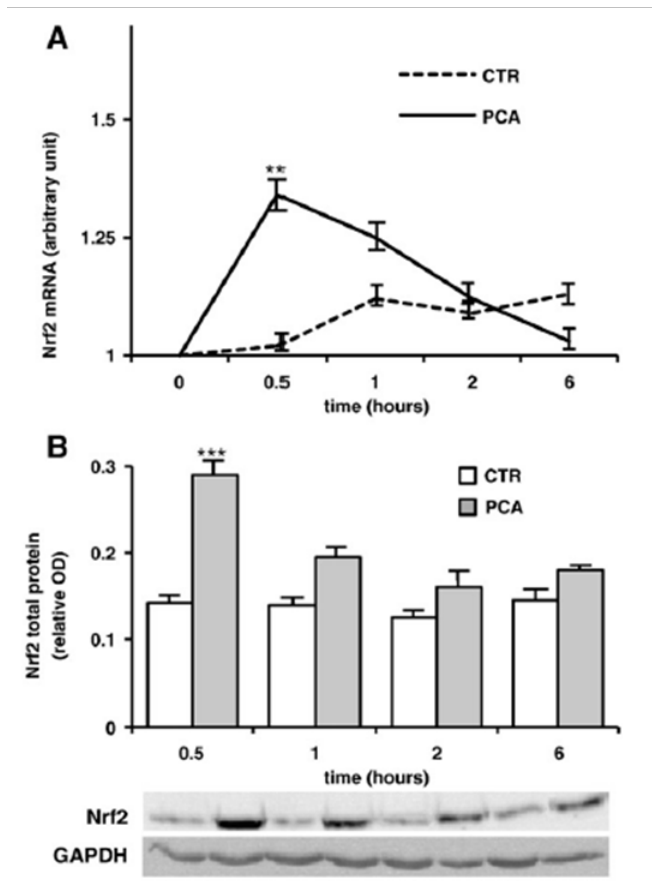 A
CTR
PCA
Nrf2 mRNA (arbitrary unit)
1.5
1.25
1
**
0 0.5 1 2 6
time (hours)
B
CTR
PCA
Nrf2 total protein
(relative OD)
0.3
0.2
0.1
0
***
0.5 1 2 6
time (hours)
Nrf2
GAPDH